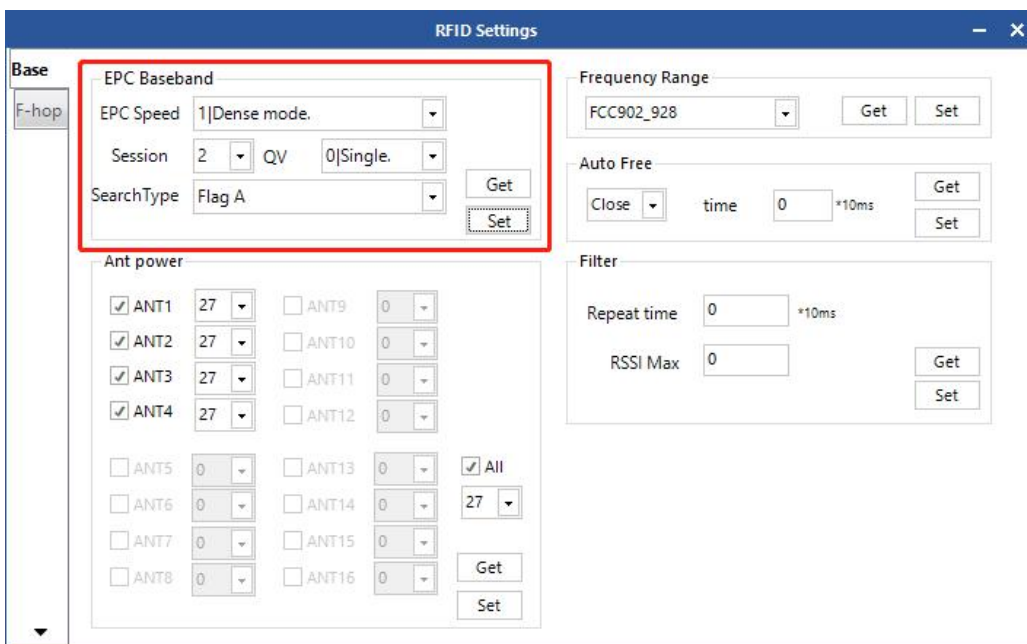 RFID Settings
Base
F-hop
EPC Baseband
EPC Speed 1|Dense mode.
Session 2 QV 0|Single.
SearchType Flag A
Get
Set
Ant power
ANT1 27 ANT9 0
ANT2 27 ANT10 0
ANT3 27 ANT11 0
ANT4 27 ANT12 0
ANT5 0 ANT13 0
ANT6 0 ANT14 0
ANT7 0 ANT15 0
ANT8 0 ANT16 0
All
27
Get
Set
Frequency Range
FCC902_928 Get Set
Auto Free
Close time 0 *10ms
Get
Set
Filter
Repeat time 0 *10ms
RSSI Max 0
Get
Set